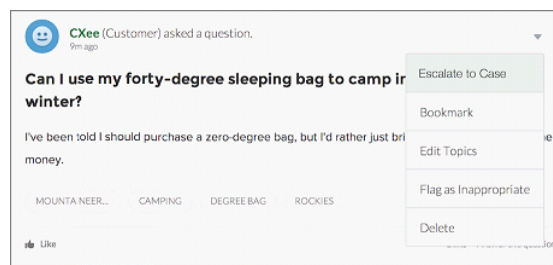 CXee (Customer) asked a question.
9m ago
Can I use my forty-degree sleeping bag to camp in
winter?
I've been told I should purchase a zero-degree bag, but I'd rather just bri
money.
MOUNTA NEER... CAMPING DEGREE BAG ROCKIES
Like
Escalate to Case
Bookmark
Edit Topics
Flag as Inappropriate
Delete